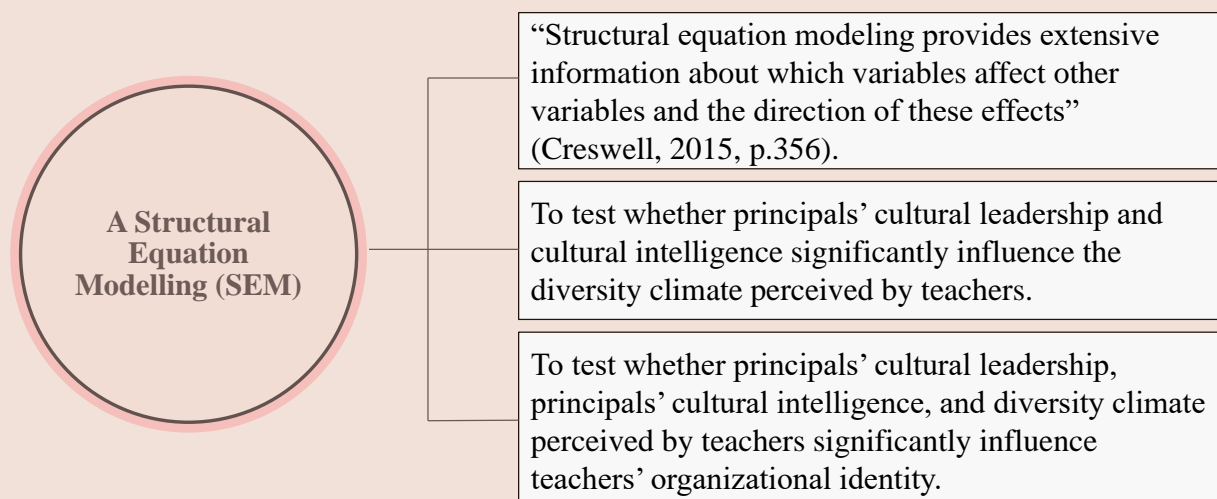 A Structural
Equation
Modelling (SEM)
“Structural equation modeling provides extensive
information about which variables affect other
variables and the direction of these effects”
(Creswell, 2015, p.356).
To test whether principals’ cultural leadership and
cultural intelligence significantly influence the
diversity climate perceived by teachers.
To test whether principals’ cultural leadership,
principals’ cultural intelligence, and diversity climate
perceived by teachers significantly influence
teachers’ organizational identity.